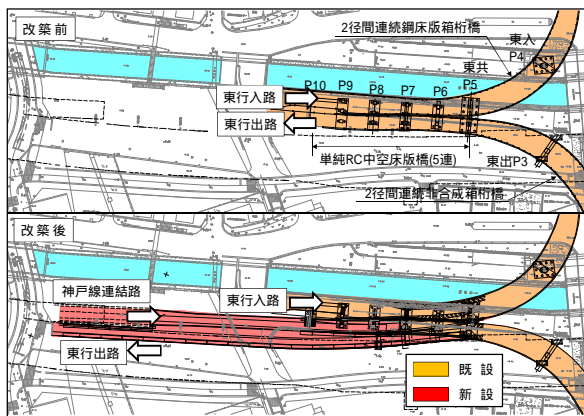 改築前
2径間連続鋼床版箱桁橋
東入
P4
東共
P10 P9 P8 P7 P6 P5
東行入路
東行出路
単純RC中空床版橋(5連)
東出P3
2径間連続非合成箱桁橋
改築後
神戸線連結路
東行入路
東行出路
既設
新設